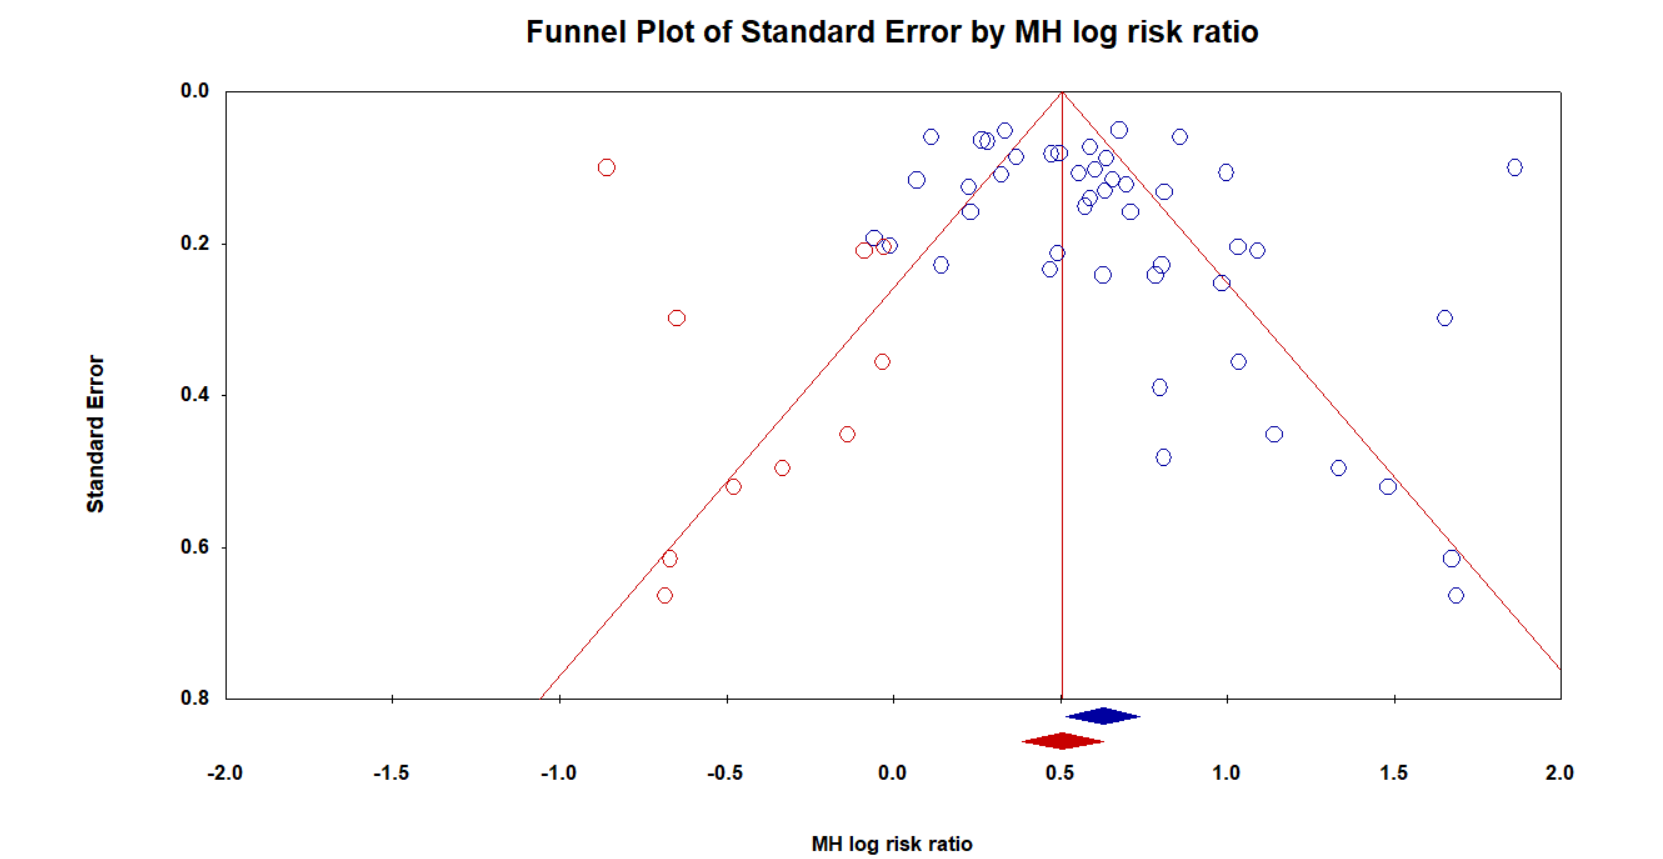 Funnel Plot of Standard Error by MH log risk ratio
0.0
0.2
0.4
0.6
0.8
Standard Error
-2.0 -1.5 -1.0 -0.5 0.0 0.5 1.0 1.5 2.0
MH log risk ratio